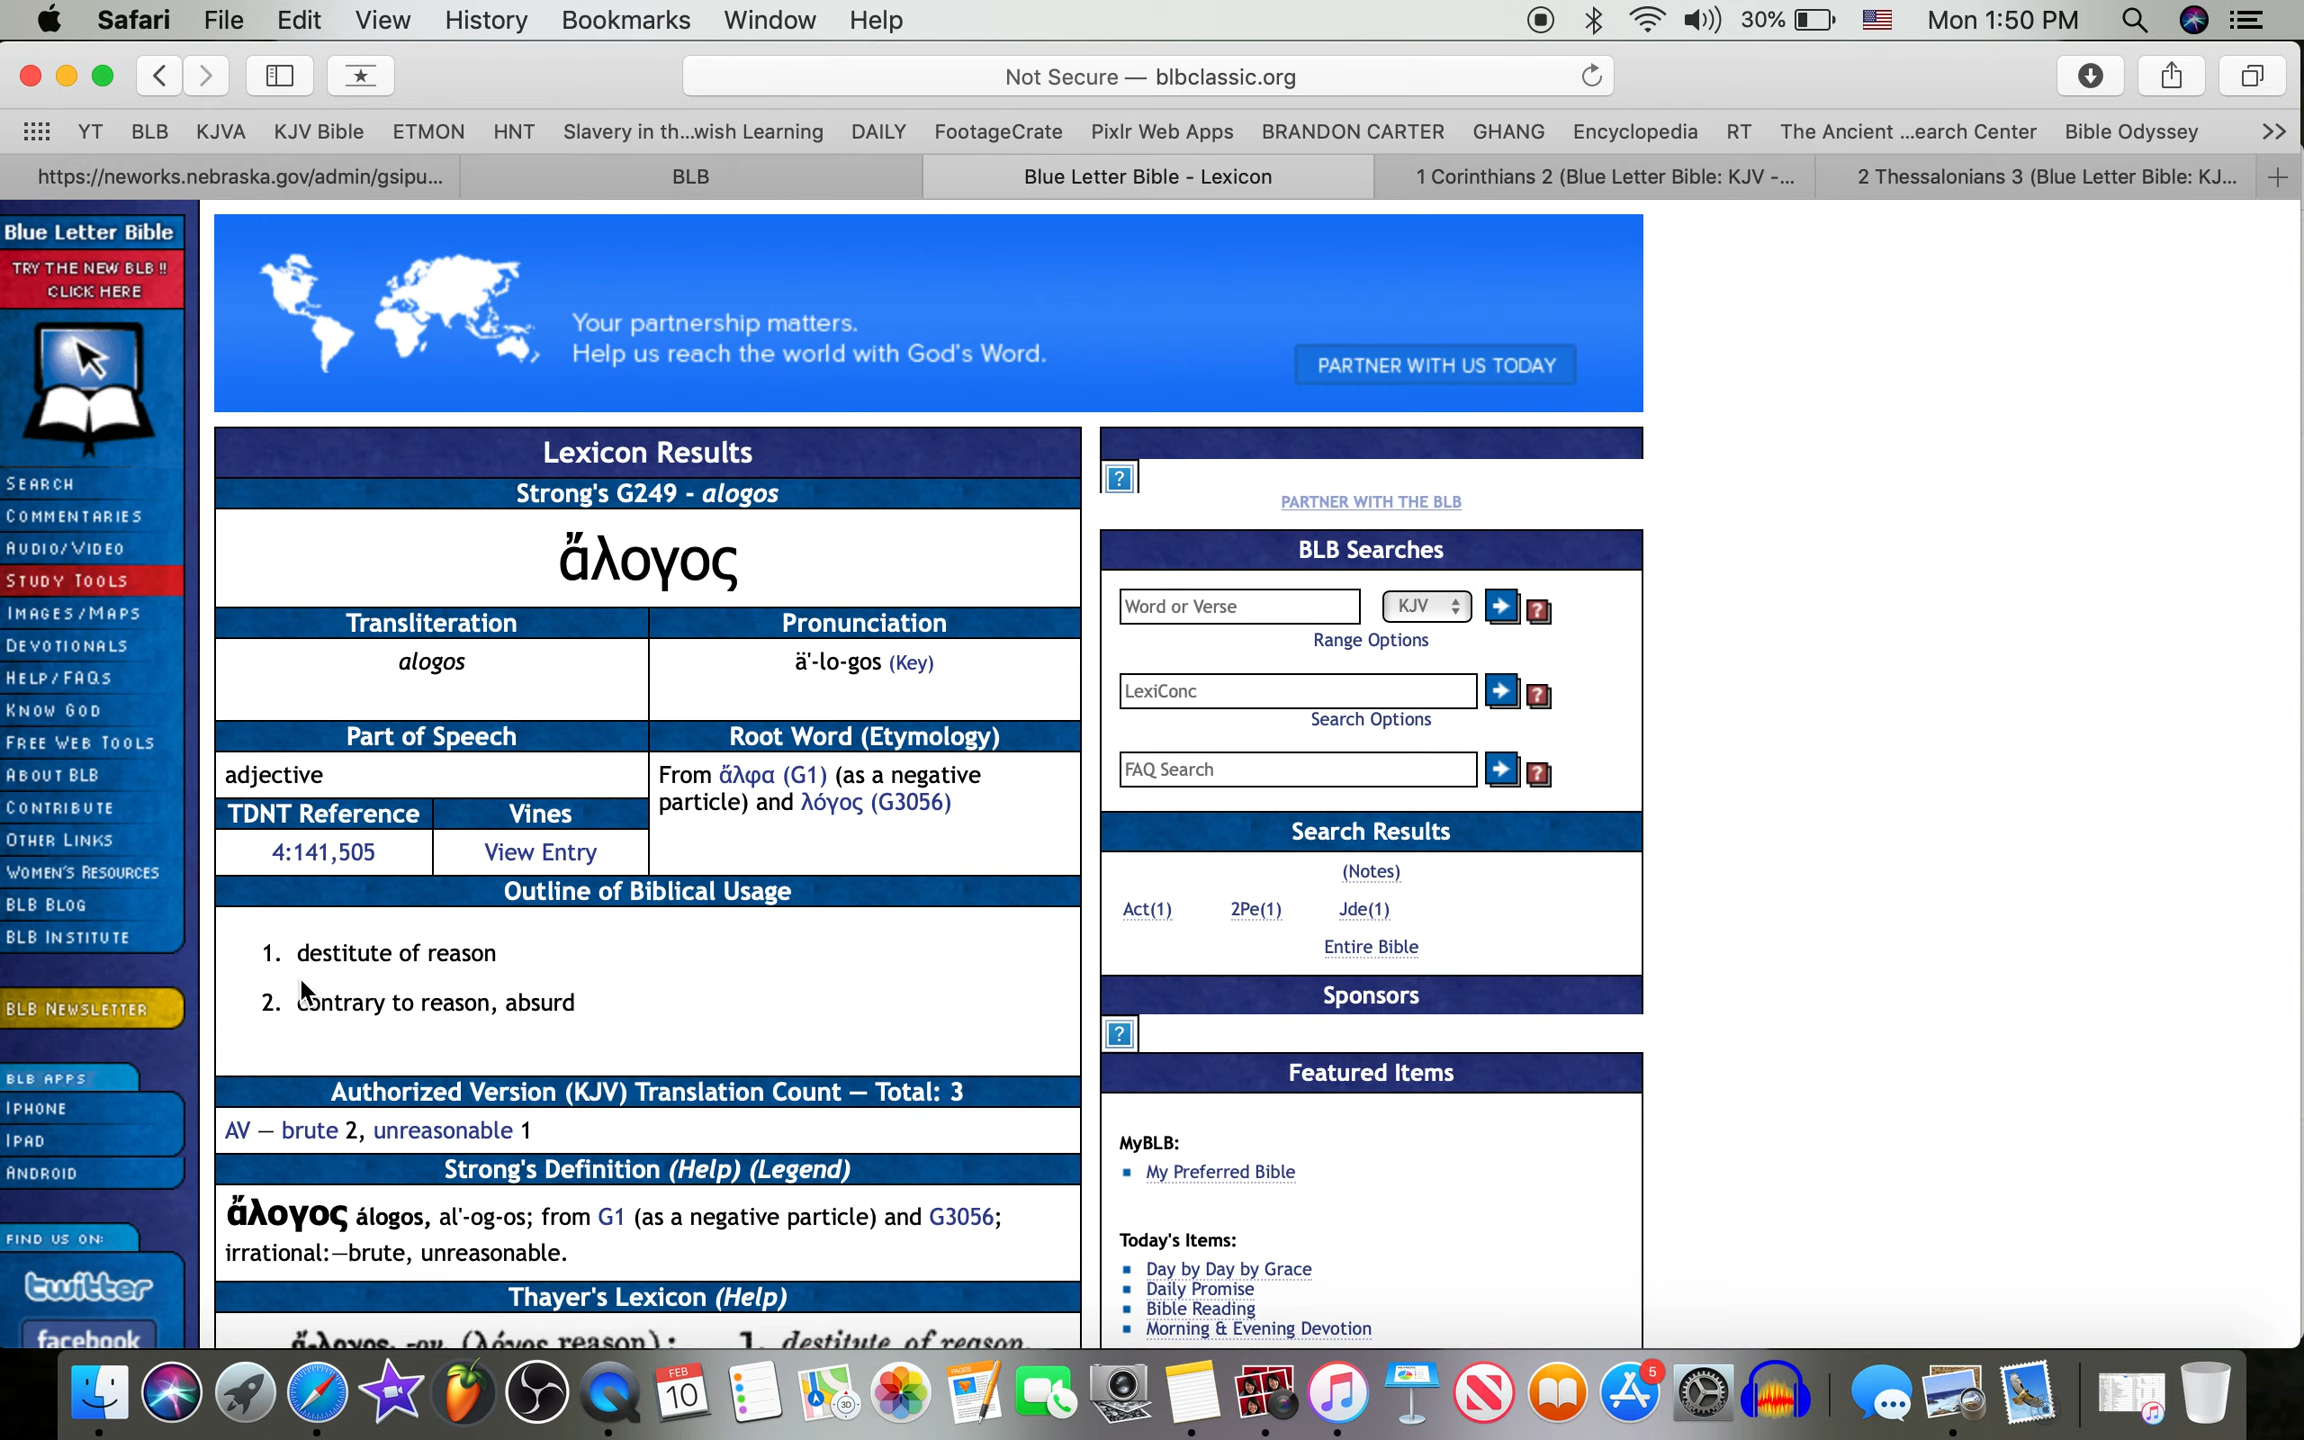 Safari File Edit View History Bookmarks Window Help 30% Mon 1:50 PM
Not Secure — blbclassic.org
YT BLB KJVA KJV Bible ETMON HNT Slavery in th...wish Learning DAILY FootageCrate Pixlr Web Apps BRANDON CARTER GHANG Encyclopedia RT The Ancient ...earch Center Bible Odyssey >>
https://neworks.nebraska.gov/admin/gsipu... BLB Blue Letter Bible - Lexicon 1 Corinthians 2 (Blue Letter Bible: KJV -... 2 Thessalonians 3 (Blue Letter Bible: KJ...
Blue Letter Bible
TRY THE NEW BLB !!
CLICK HERE
SEARCH
COMMENTARIES
AUDIO/VIDEO
STUDY TOOLS
IMAGES/MAPS
DEVOTIONALS
HELP/FAQS
KNOW GOD
FREE WEB TOOLS
ABOUT BLB
CONTRIBUTE
OTHER LINKS
WOMEN'S RESOURCES
BLB BLOG
BLB INSTITUTE
BLB NEWSLETTER
BLB APPS
IPHONE
IPAD
ANDROID
FIND US ON:
twitter
facebook
Your partnership matters.
Help us reach the world with God's Word.
PARTNER WITH US TODAY
Lexicon Results
Strong's G249 - alogos
ἄλογος
Transliteration Pronunciation
alogos ä'-lo-gos (Key)
Part of Speech Root Word (Etymology)
adjective
From ἄλφα (G1) (as a negative
particle) and λόγος (G3056)
TDNT Reference Vines
4:141,505 View Entry
Outline of Biblical Usage
1. destitute of reason
2. contrary to reason, absurd
Authorized Version (KJV) Translation Count — Total: 3
AV — brute 2, unreasonable 1
Strong's Definition (Help) (Legend)
ἄλογος álogos, al'-og-os; from G1 (as a negative particle) and G3056;
irrational:—brute, unreasonable.
Thayer's Lexicon (Help)
ἄ-λογος, -ον, (λόγος reason); 1. destitute of reason,
PARTNER WITH THE BLB
BLB Searches
Word or Verse KJV
Range Options
LexiConc
Search Options
FAQ Search
Search Results
(Notes)
Act(1) 2Pe(1) Jde(1)
Entire Bible
Sponsors
Featured Items
MyBLB:
My Preferred Bible
Today's Items:
Day by Day by Grace
Daily Promise
Bible Reading
Morning & Evening Devotion
FEB
10
PAGES
3D
5